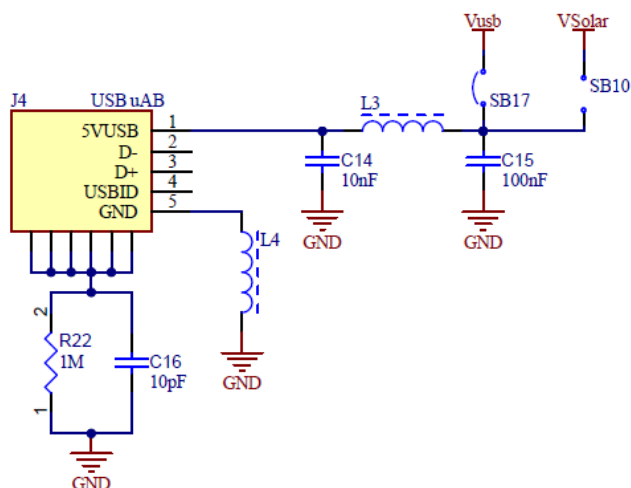 Vusb VSolar
J4 USB uAB
SB10
L3 SB17
5VUSB 1
D- 2
D+ 3
USBID 4
GND 5
C14
10nF
C15
100nF
GND GND
L4
2
R22
1M
1
C16
10pF
GND
GND